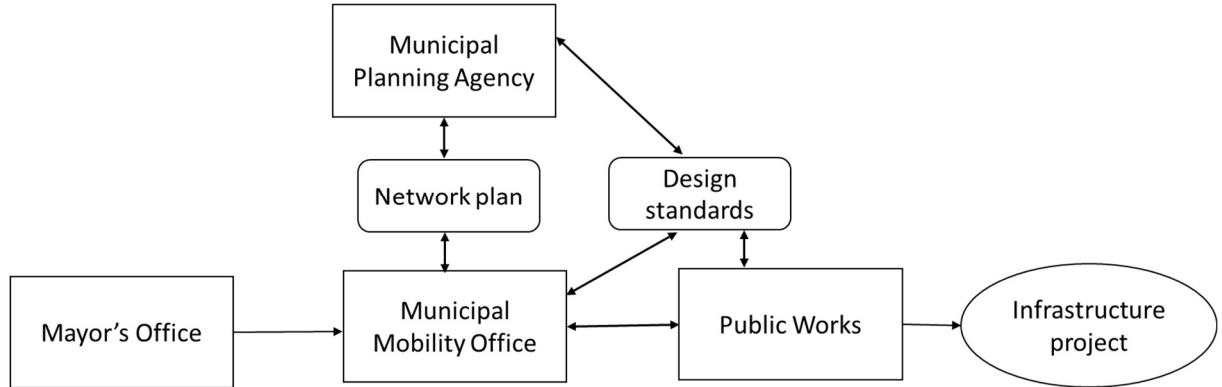 Municipal
Planning Agency
Network plan
Design
standards
Mayor’s Office
Municipal
Mobility Office
Public Works
Infrastructure
project